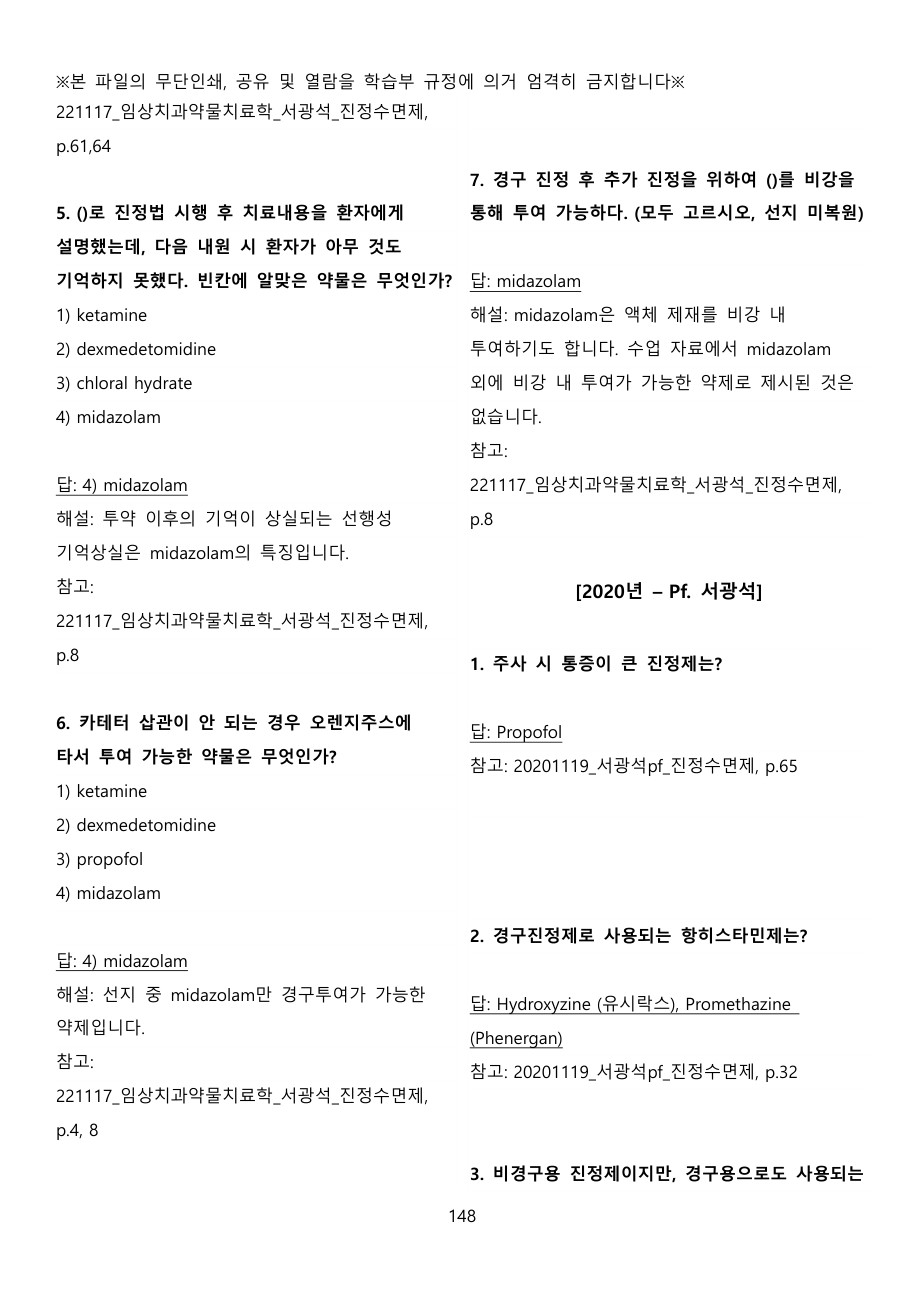 ※본 파일의 무단인쇄, 공유 및 열람을 학습부 규정에 의거 엄격히 금지합니다※
221117_임상치과약물치료학_서광석_진정수면제,
p.61,64
5. ()로 진정법 시행 후 치료내용을 환자에게
설명했는데, 다음 내원 시 환자가 아무 것도
기억하지 못했다. 빈칸에 알맞은 약물은 무엇인가?
1) ketamine
2) dexmedetomidine
3) chloral hydrate
4) midazolam
답: 4) midazolam
해설: 투약 이후의 기억이 상실되는 선행성
기억상실은 midazolam의 특징입니다.
참고:
221117_임상치과약물치료학_서광석_진정수면제,
p.8
6. 카테터 삽관이 안 되는 경우 오렌지주스에
타서 투여 가능한 약물은 무엇인가?
1) ketamine
2) dexmedetomidine
3) propofol
4) midazolam
답: 4) midazolam
해설: 선지 중 midazolam만 경구투여가 가능한
약제입니다.
참고:
221117_임상치과약물치료학_서광석_진정수면제,
p.4, 8
7. 경구 진정 후 추가 진정을 위하여 ()를 비강을
통해 투여 가능하다. (모두 고르시오, 선지 미복원)
답: midazolam
해설: midazolam은 액체 제재를 비강 내
투여하기도 합니다. 수업 자료에서 midazolam
외에 비강 내 투여가 가능한 약제로 제시된 것은
없습니다.
참고:
221117_임상치과약물치료학_서광석_진정수면제,
p.8
[2020년 – Pf. 서광석]
1. 주사 시 통증이 큰 진정제는?
답: Propofol
참고: 20201119_서광석pf_진정수면제, p.65
2. 경구진정제로 사용되는 항히스타민제는?
답: Hydroxyzine (유시락스), Promethazine
(Phenergan)
참고: 20201119_서광석pf_진정수면제, p.32
3. 비경구용 진정제이지만, 경구용으로도 사용되는
148